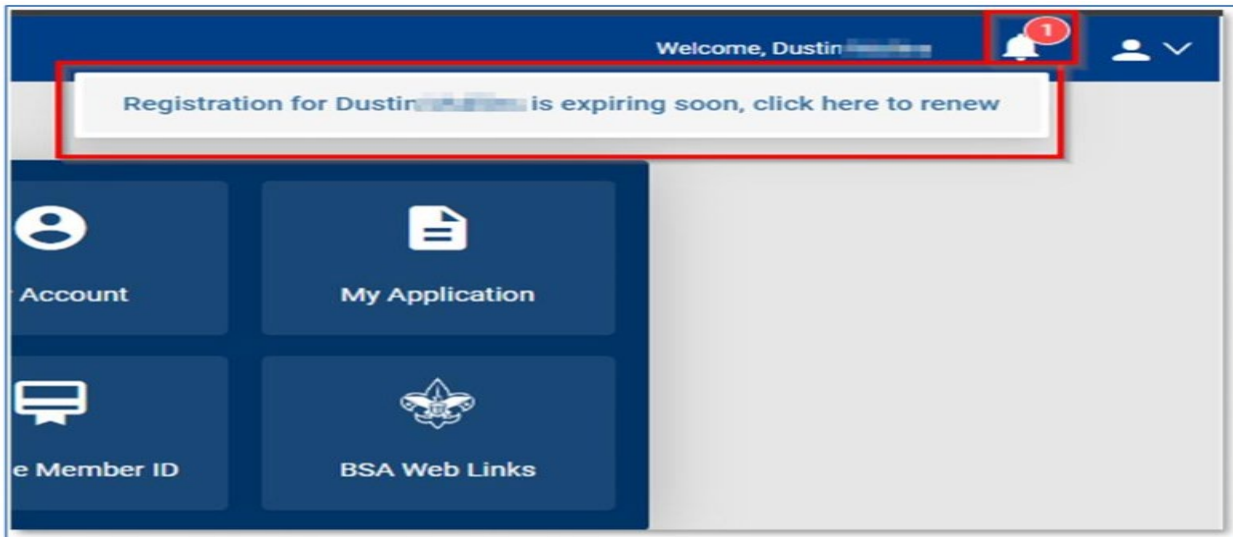 Welcome, Dustin
1
Registration for Dustin is expiring soon, click here to renew
Account
My Application
e Member ID
BSA Web Links